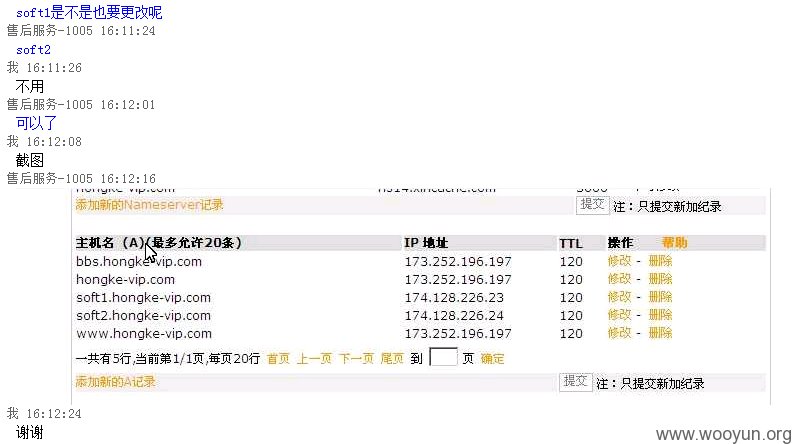 soft1是不是也要更改呢
售后服务-1005 16:11:24
soft2
我 16:11:26
不用
售后服务-1005 16:12:01
可以了
我 16:12:08
截图
售后服务-1005 16:12:16
hongke-vip.com ns14.xincache.com 3600
添加新的Nameserver记录 提交 注：只提交新加纪录
主机名（A）(最多允许20条) IP 地址 TTL 操作 帮助
bbs.hongke-vip.com 173.252.196.197 120 修改 - 删除
hongke-vip.com 173.252.196.197 120 修改 - 删除
soft1.hongke-vip.com 174.128.226.23 120 修改 - 删除
soft2.hongke-vip.com 174.128.226.24 120 修改 - 删除
www.hongke-vip.com 173.252.196.197 120 修改 - 删除
一共有5行,当前第1/1页,每页20行 首页 上一页 下一页 尾页 到 页 确定
添加新的A记录 提交 注：只提交新加纪录
我 16:12:24
谢谢
www.wooyun.org